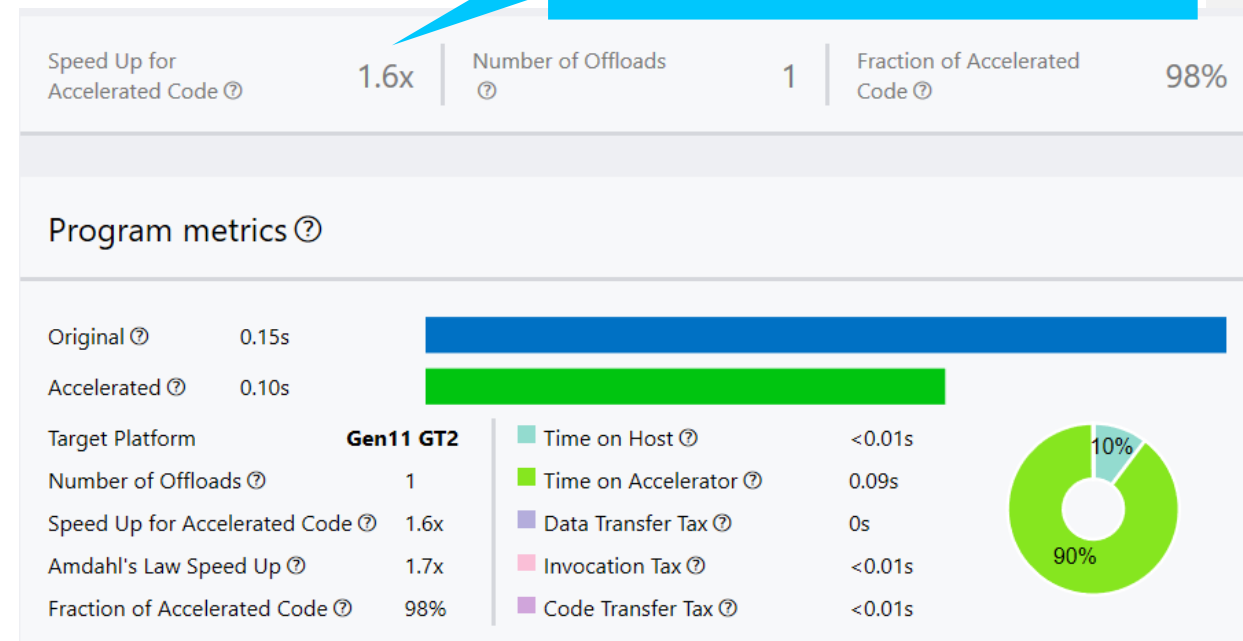 Speed Up for
Accelerated Code ?
1.6x
Number of Offloads
?
1
Fraction of Accelerated
Code ?
98%
Program metrics ?
Original ? 0.15s
Accelerated ? 0.10s
Target Platform Gen11 GT2
Number of Offloads ? 1
Speed Up for Accelerated Code ? 1.6x
Amdahl's Law Speed Up ? 1.7x
Fraction of Accelerated Code ? 98%
Time on Host ? <0.01s
Time on Accelerator ? 0.09s
Data Transfer Tax ? 0s
Invocation Tax ? <0.01s
Code Transfer Tax ? <0.01s
10%
90%